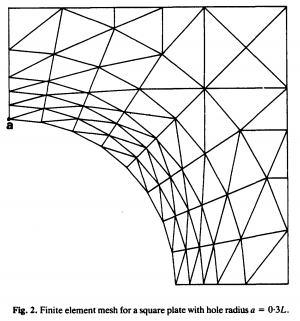 a
Fig. 2. Finite element mesh for a square plate with hole radius a = 0·3L.